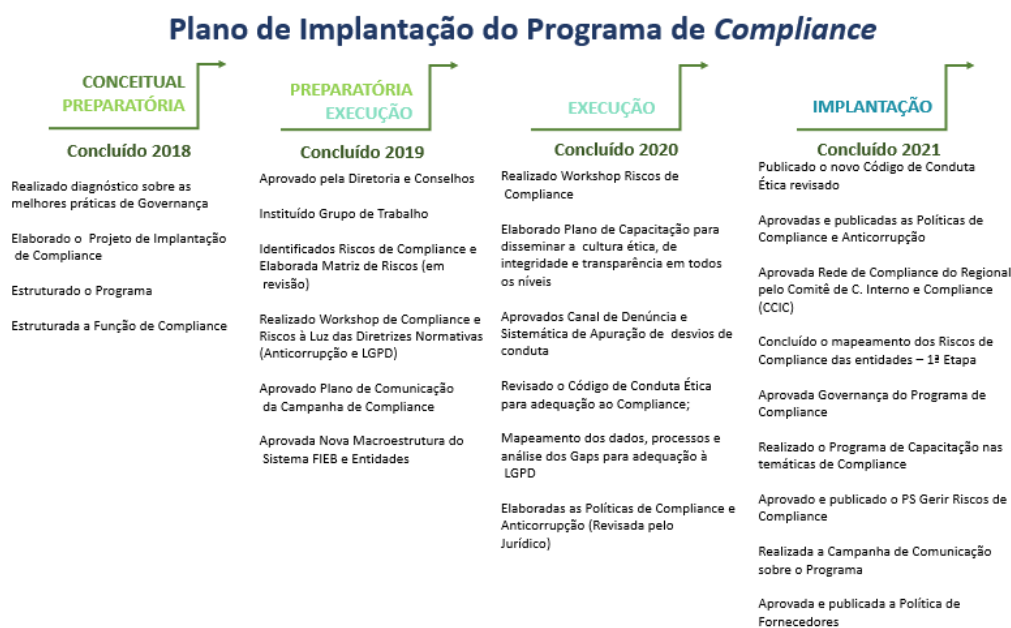 Plano de Implantação do Programa de Compliance
CONCEITUAL
PREPARATÓRIA
Concluído 2018
Realizado diagnóstico sobre as
melhores práticas de Governança
Elaborado o Projeto de Implantação
de Compliance
Estruturado o Programa
Estruturada a Função de Compliance
PREPARATÓRIA
EXECUÇÃO
Concluído 2019
Aprovado pela Diretoria e Conselhos
Instituído Grupo de Trabalho
Identificados Riscos de Compliance e
Elaborada Matriz de Riscos (em
revisão)
Realizado Workshop de Compliance e
Riscos à Luz das Diretrizes Normativas
(Anticorrupção e LGPD)
Aprovado Plano de Comunicação
da Campanha de Compliance
Aprovada Nova Macroestrutura do
Sistema FIEB e Entidades
EXECUÇÃO
Concluído 2020
Realizado Workshop Riscos de
Compliance
Elaborado Plano de Capacitação para
disseminar a cultura ética, de
integridade e transparência em todos
os níveis
Aprovados Canal de Denúncia e
Sistemática de Apuração de desvios de
conduta
Revisado o Código de Conduta Ética
para adequação ao Compliance;
Mapeamento dos dados, processos e
análise dos Gaps para adequação à
LGPD
Elaboradas as Políticas de Compliance e
Anticorrupção (Revisada pelo
Jurídico)
IMPLANTAÇÃO
Concluído 2021
Publicado o novo Código de Conduta
Ética revisado
Aprovadas e publicadas as Políticas de
Compliance e Anticorrupção
Aprovada Rede de Compliance do Regional
pelo Comitê de C. Interno e Compliance
(CCIC)
Concluído o mapeamento dos Riscos de
Compliance das entidades – 1ª Etapa
Aprovada Governança do Programa de
Compliance
Realizado o Programa de Capacitação nas
temáticas de Compliance
Aprovado e publicado o PS Gerir Riscos de
Compliance
Realizada a Campanha de Comunicação
sobre o Programa
Aprovada e publicada a Política de
Fornecedores